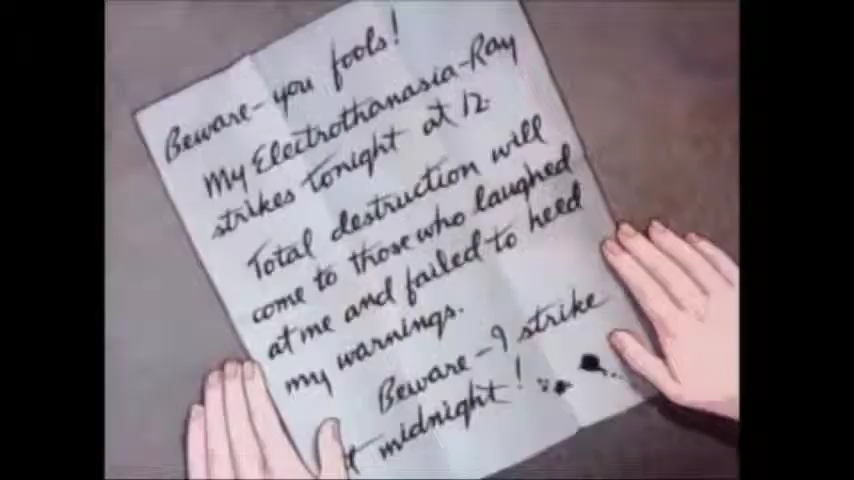 Beware-you fools!
My Electrothanasia-Ray
strikes tonight at 12.
Total destruction will
come to those who laughed
at me and failed to heed
my warnings.
Beware-I strike
t midnight!